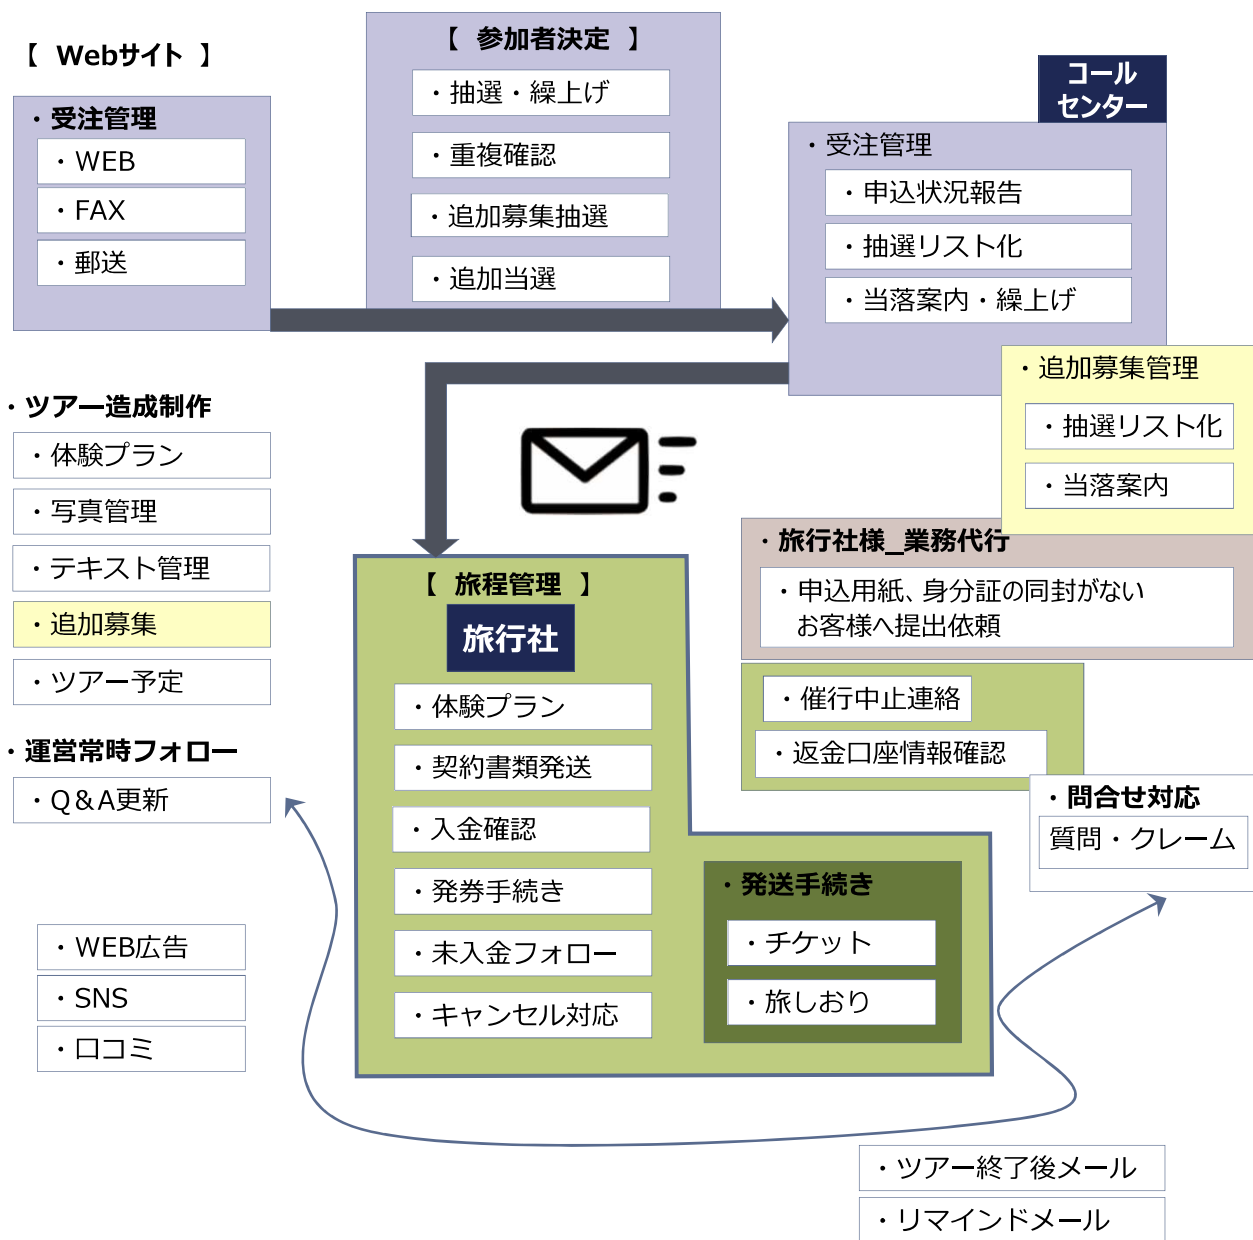 【 Webサイト 】
・受注管理
・WEB
・FAX
・郵送
【 参加者決定 】
・抽選・繰上げ
・重複確認
・追加募集抽選
・追加当選
コール
センター
・受注管理
・申込状況報告
・抽選リスト化
・当落案内・繰上げ
・追加募集管理
・抽選リスト化
・当落案内
・ツアー造成制作
・体験プラン
・写真管理
・テキスト管理
・追加募集
・ツアー予定
・運営常時フォロー
・Q&A更新
・WEB広告
・SNS
・口コミ
【 旅程管理 】
旅行社
・体験プラン
・契約書類発送
・入金確認
・発券手続き
・未入金フォロー
・キャンセル対応
・発送手続き
・チケット
・旅しおり
・旅行社様_業務代行
・申込用紙、身分証の同封がない
お客様へ提出依頼
・催行中止連絡
・返金口座情報確認
・問合せ対応
質問・クレーム
・ツアー終了後メール
・リマインドメール